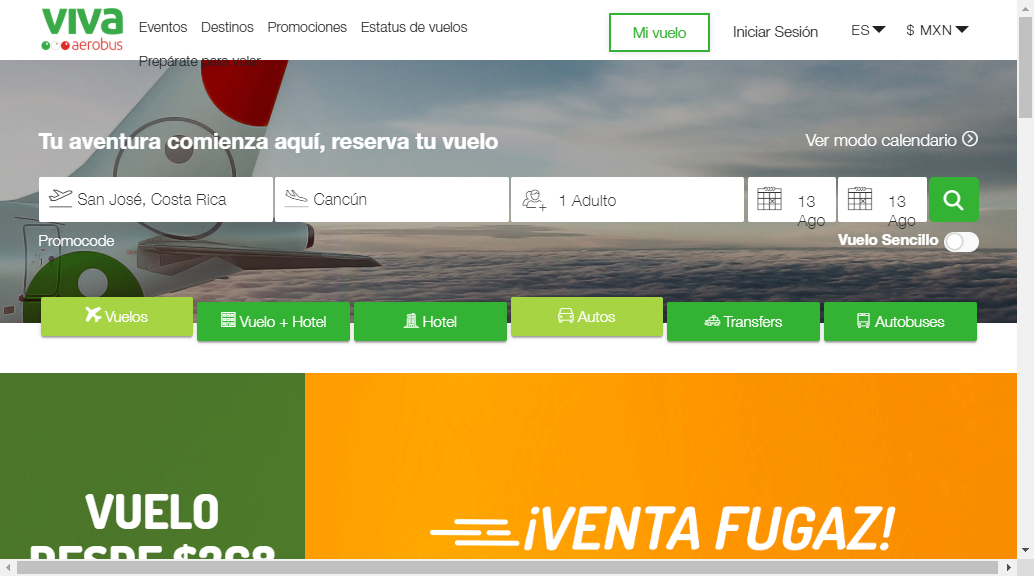 viva
aerobus
Eventos Destinos Promociones Estatus de vuelos
Prepárate para volar
Mi vuelo
Iniciar Sesión
ES
$ MXN
Tu aventura comienza aquí, reserva tu vuelo
Ver modo calendario
San José, Costa Rica
Cancún
1 Adulto
13
Ago
13
Ago
Promocode
Vuelo Sencillo
Vuelos
Vuelo + Hotel
Hotel
Autos
Transfers
Autobuses
VUELO
DESDE $268
¡VENTA FUGAZ!